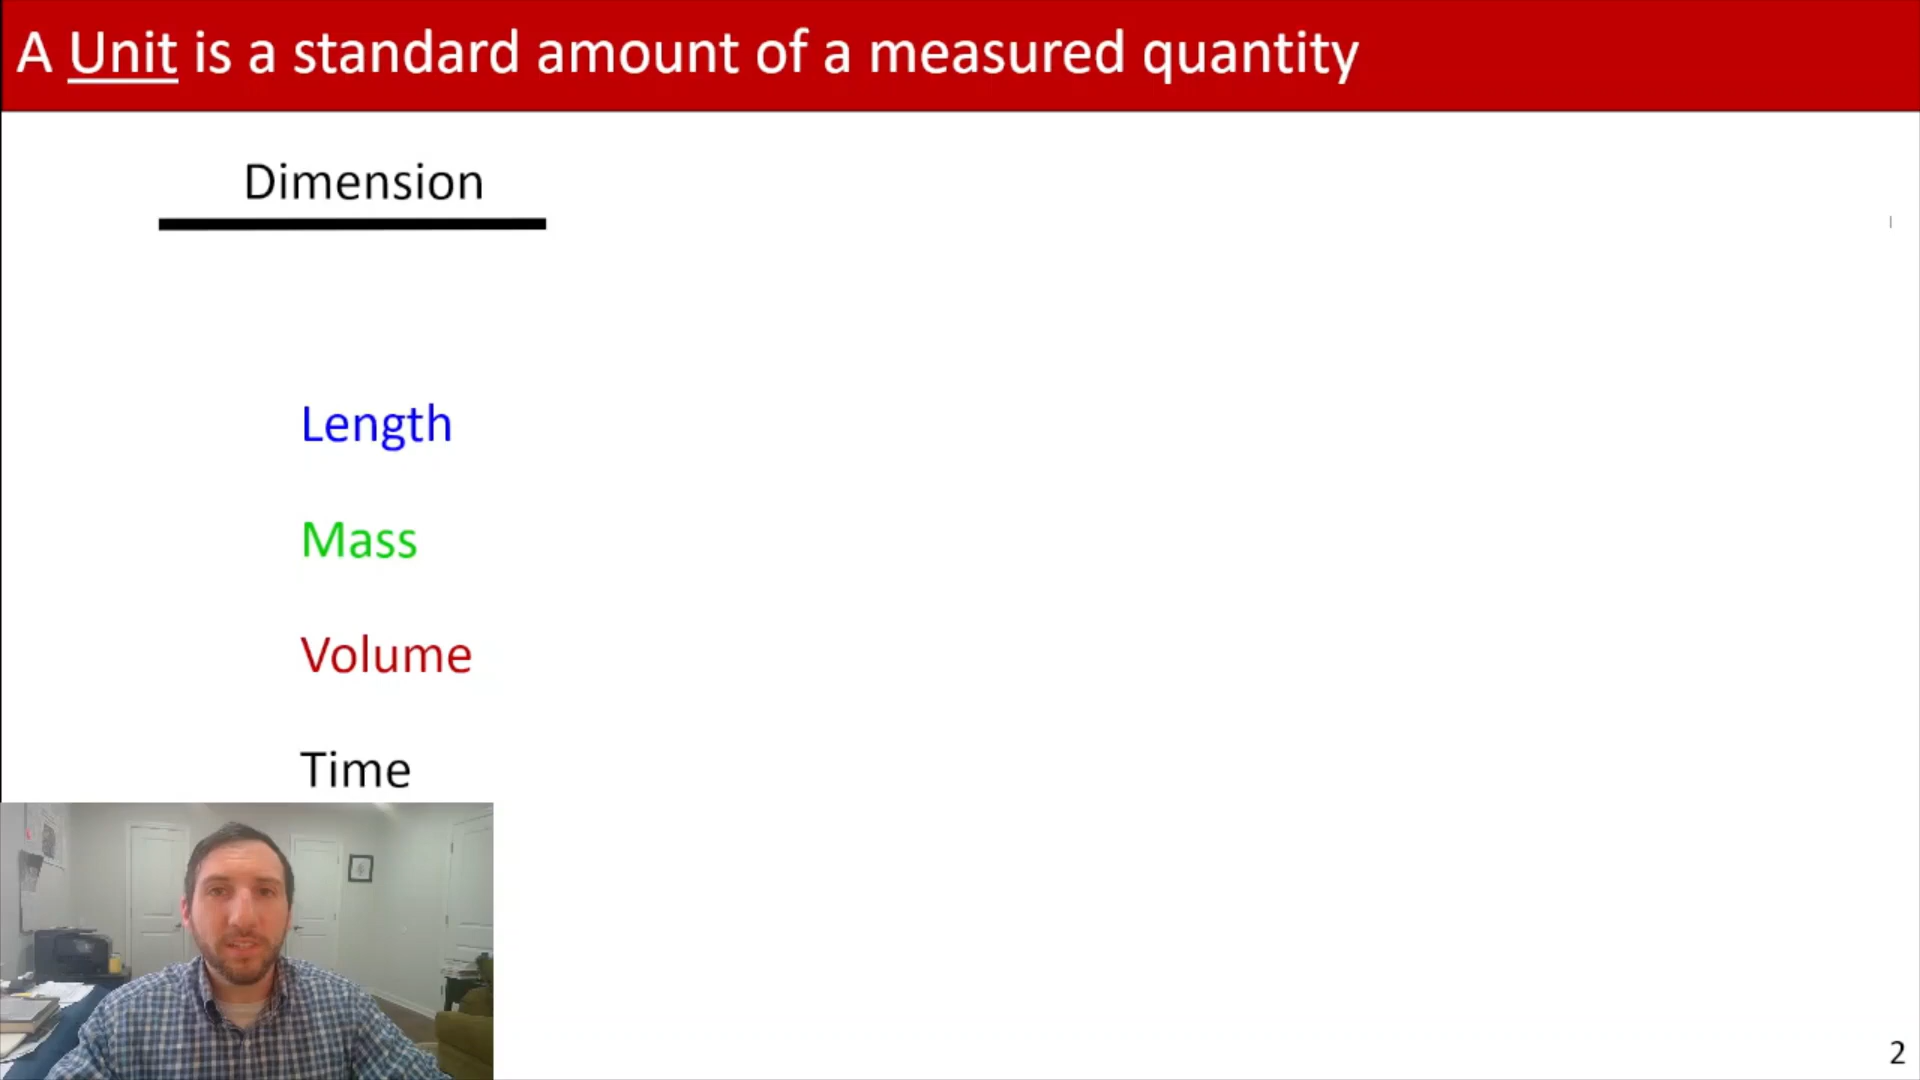 A Unit is a standard amount of a measured quantity
Dimension
Length
Mass
Volume
Time
2